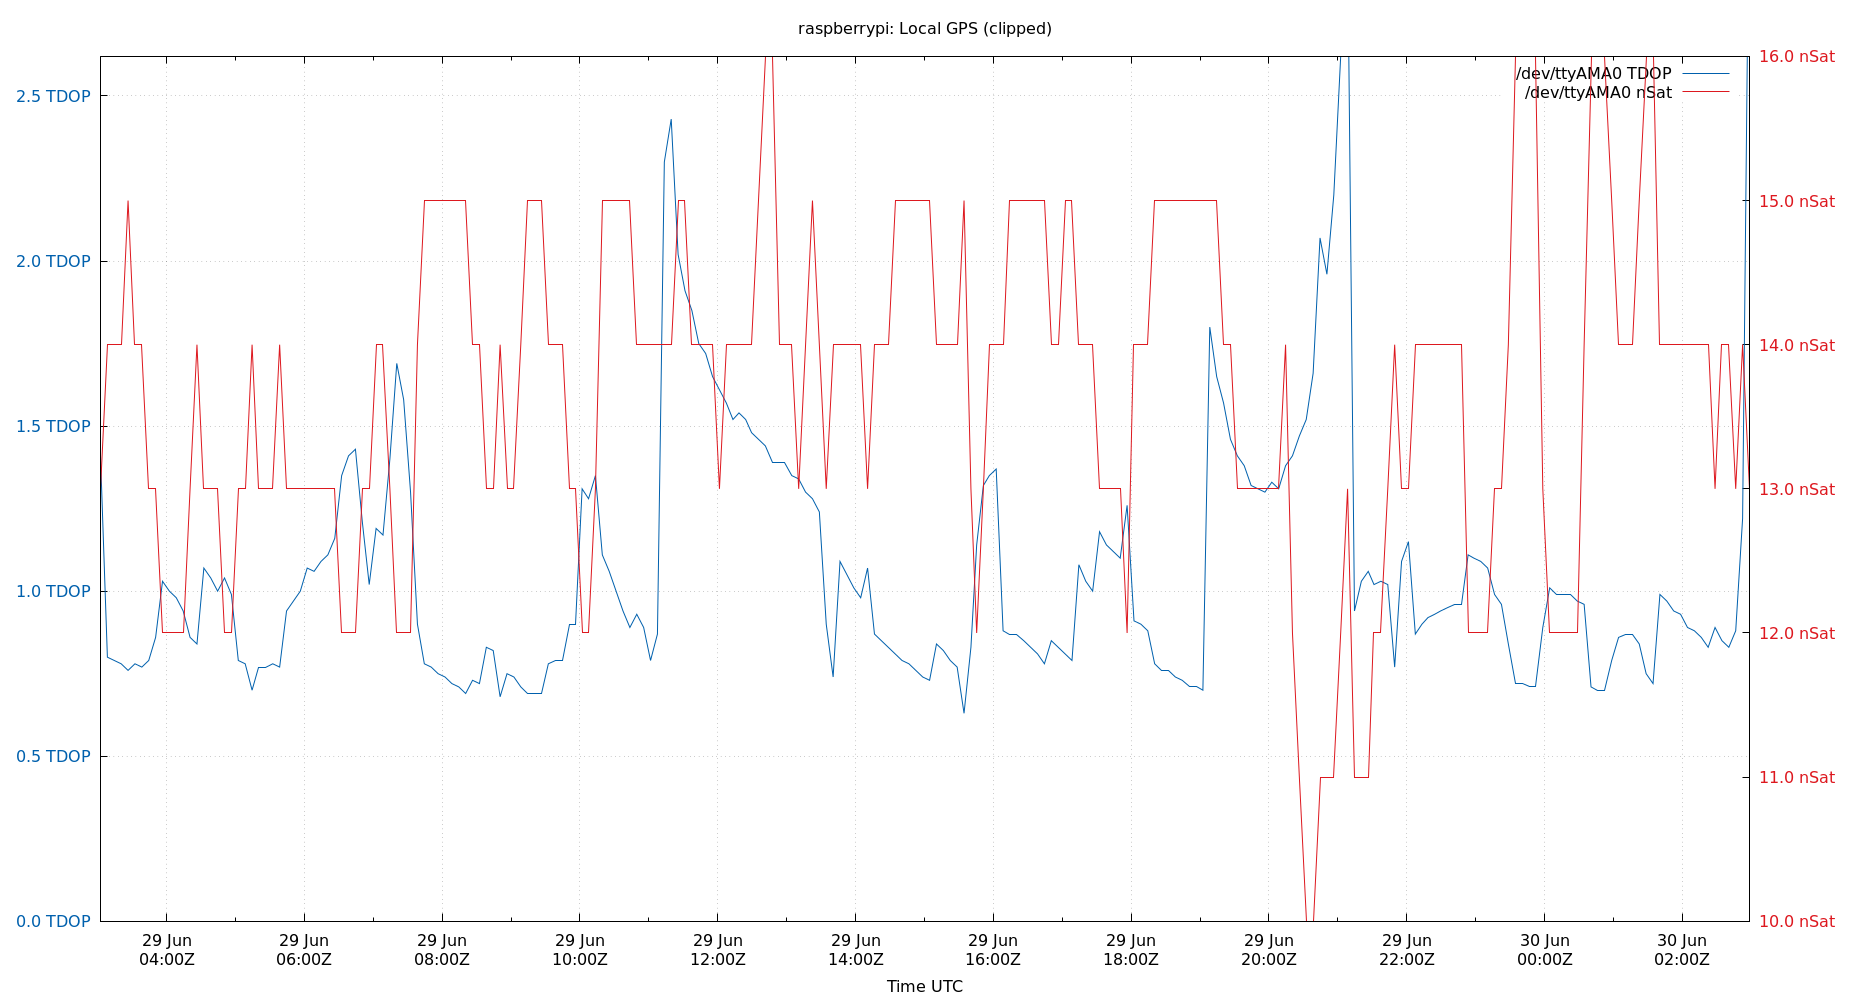 raspberrypi: Local GPS (clipped)
/dev/ttyAMA0 TDOP
/dev/ttyAMA0 nSat
2.5 TDOP
2.0 TDOP
1.5 TDOP
1.0 TDOP
0.5 TDOP
0.0 TDOP
16.0 nSat
15.0 nSat
14.0 nSat
13.0 nSat
12.0 nSat
11.0 nSat
10.0 nSat
29 Jun 29 Jun 29 Jun 29 Jun 29 Jun 29 Jun 29 Jun 29 Jun 29 Jun 29 Jun 30 Jun 30 Jun
04:00Z 06:00Z 08:00Z 10:00Z 12:00Z 14:00Z 16:00Z 18:00Z 20:00Z 22:00Z 00:00Z 02:00Z
Time UTC